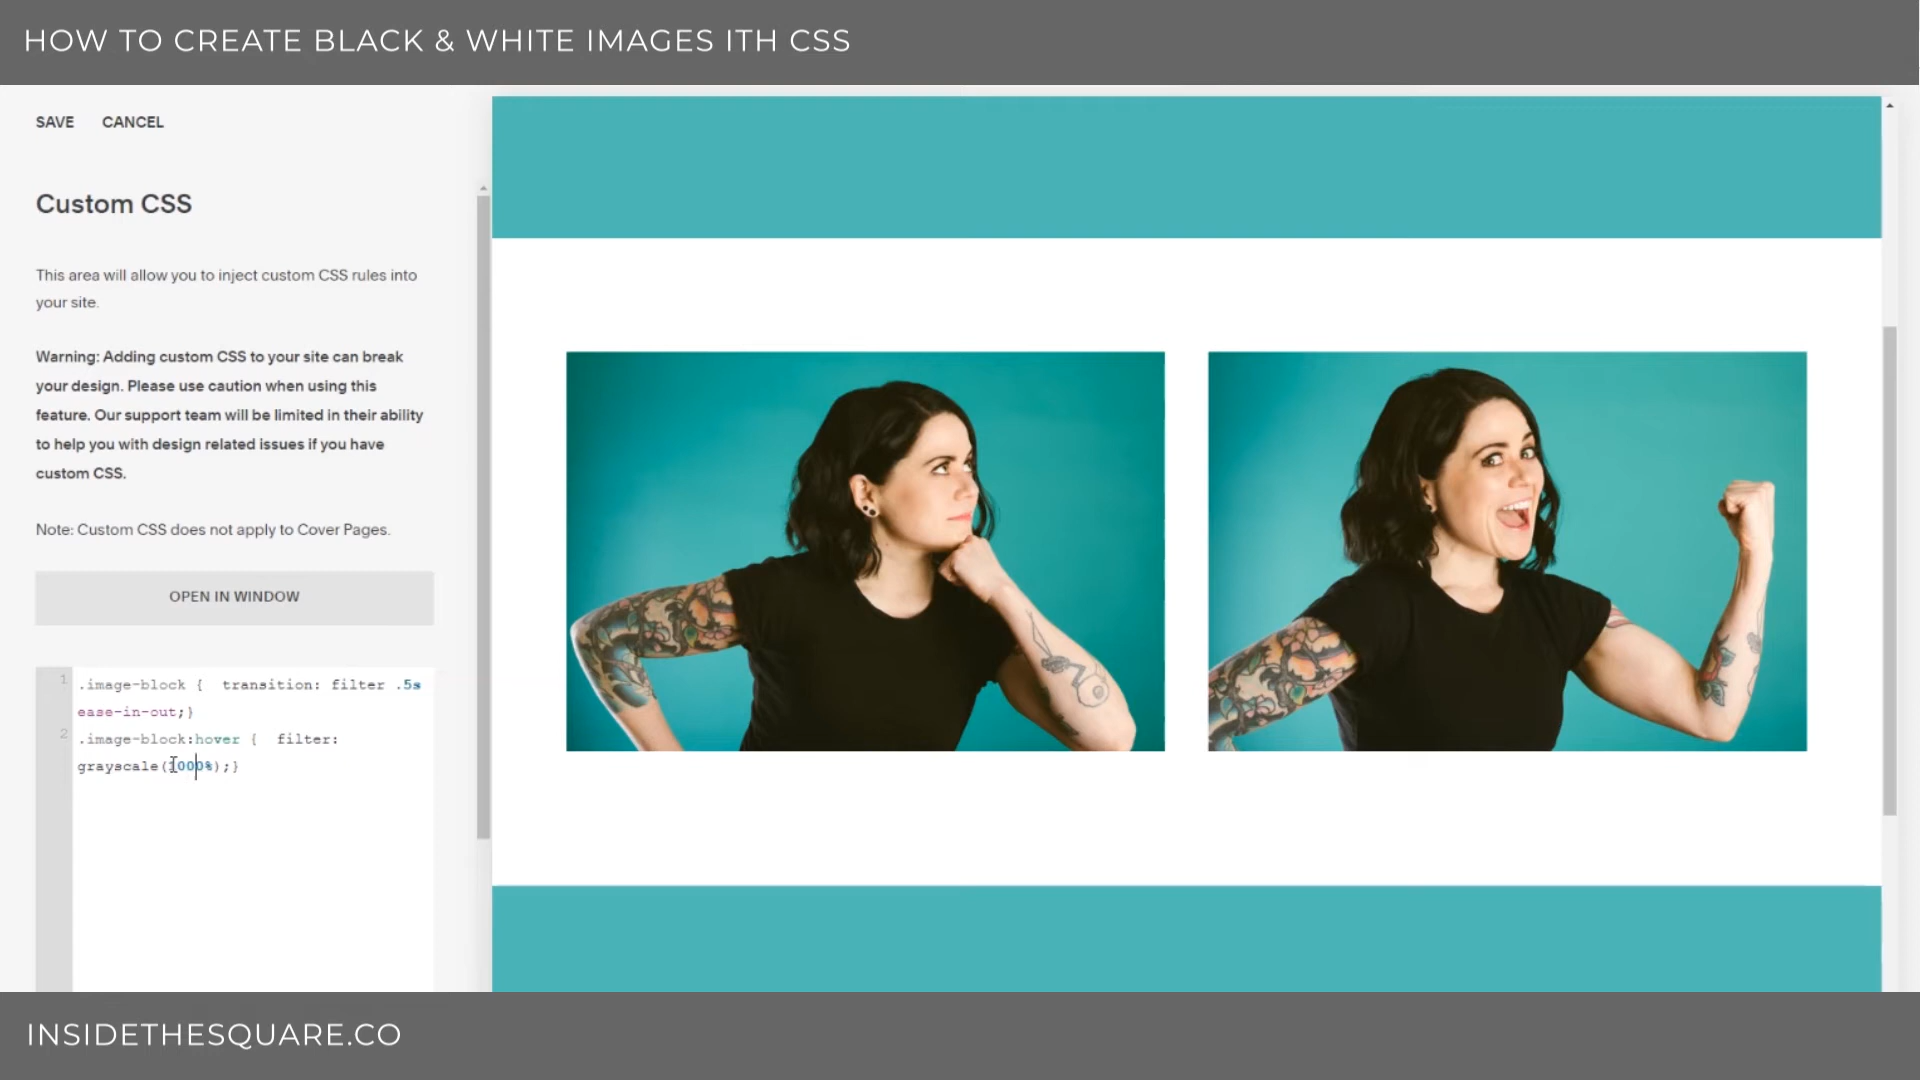 HOW TO CREATE BLACK & WHITE IMAGES ITH CSS
SAVE CANCEL
Custom CSS
This area will allow you to inject custom CSS rules into
your site.
Warning: Adding custom CSS to your site can break
your design. Please use caution when using this
feature. Our support team will be limited in their ability
to help you with design related issues if you have
custom CSS.
Note: Custom CSS does not apply to Cover Pages.
OPEN IN WINDOW
1 .image-block {  transition: filter .5s
ease-in-out;}
2 .image-block:hover {  filter:
grayscale(1000%);}
INSIDETHESQUARE.CO